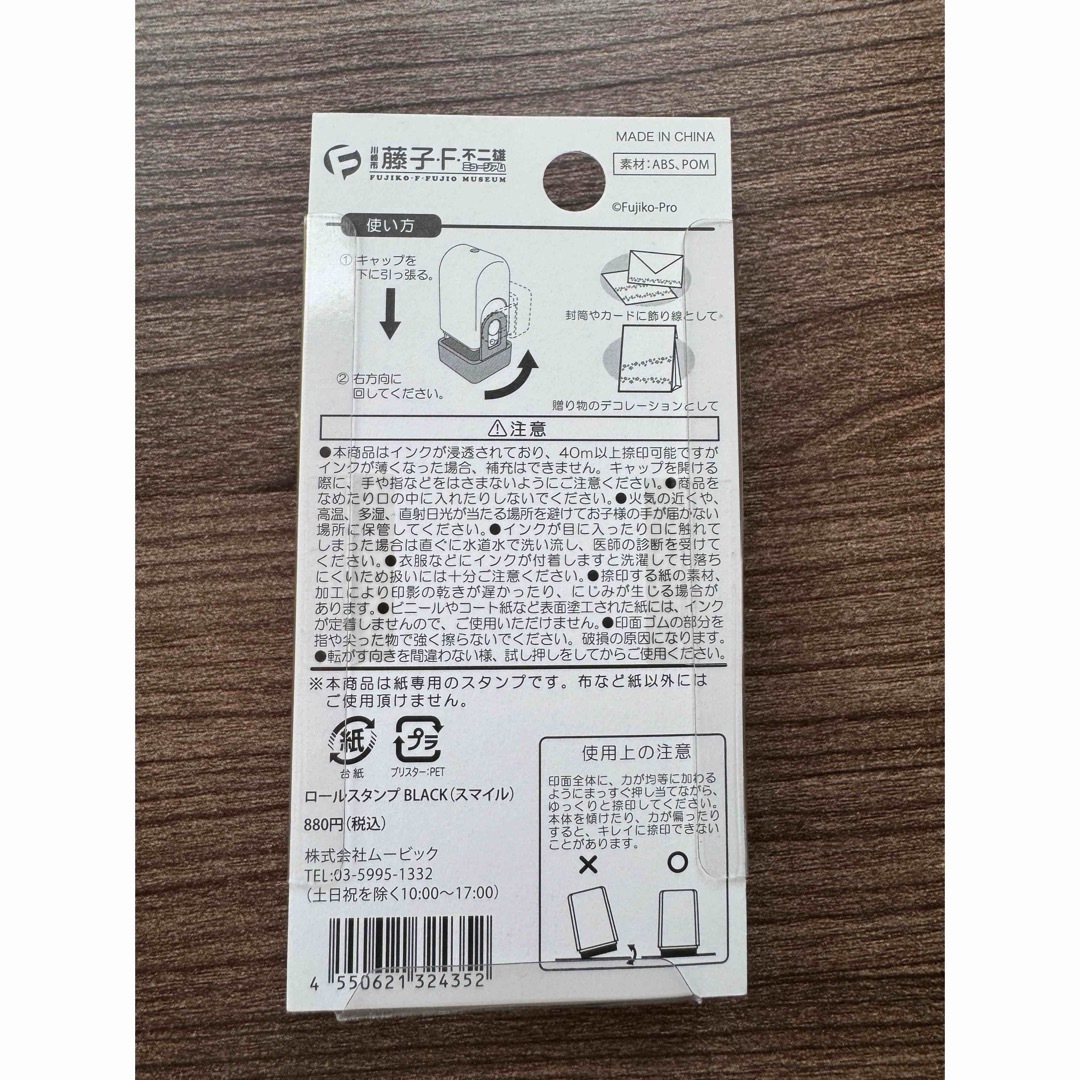 MADE IN CHINA
川崎市 藤子・F・不二雄 ミュージアム
FUJIKO・F・FUJIO MUSEUM
素材：ABS、POM
©Fujiko-Pro
使い方
① キャップを
下に引っ張る。
② 右方向に
回してください。
封筒やカードに飾り線として
贈り物のデコレーションとして
⚠注意
●本商品はインクが浸透されており、40m以上捺印可能ですが
インクが薄くなった場合、補充はできません。キャップを開ける
際に、手や指などをはさまないようにご注意ください。●商品を
なめたり口の中に入れたりしないでください。●火気の近くや、
高温、多湿、直射日光が当たる場所を避けてお子様の手が届かない
場所に保管してください。●インクが目に入ったり口に触れて
しまった場合は直ぐに水道水で洗い流し、医師の診断を受けて
ください。●衣服などにインクが付着しますと洗濯しても落ち
にくいため扱いには十分ご注意ください。●捺印する紙の素材、
加工により印影の乾きが遅かったり、にじみが生じる場合が
あります。●ビニールやコート紙など表面塗工された紙には、インク
が定着しませんので、ご使用いただけません。●印面ゴムの部分を
指や尖った物で強く擦らないでください。破損の原因になります。
●転がす向きを間違わない様、試し押しをしてからご使用ください。
※本商品は紙専用のスタンプです。布など紙以外には
ご使用頂けません。
紙
台紙
プラ
ブリスター：PET
ロールスタンプ BLACK（スマイル）
880円（税込）
株式会社ムービック
TEL:03-5995-1332
（土日祝を除く10:00～17:00）
4 550621 324352
使用上の注意
印面全体に、力が均等に加わる
ようにまっすぐ押し当てながら、
ゆっくりと捺印してください。
本体を傾けたり、力が偏ったり
すると、キレイに捺印できない
ことがあります。
× ○